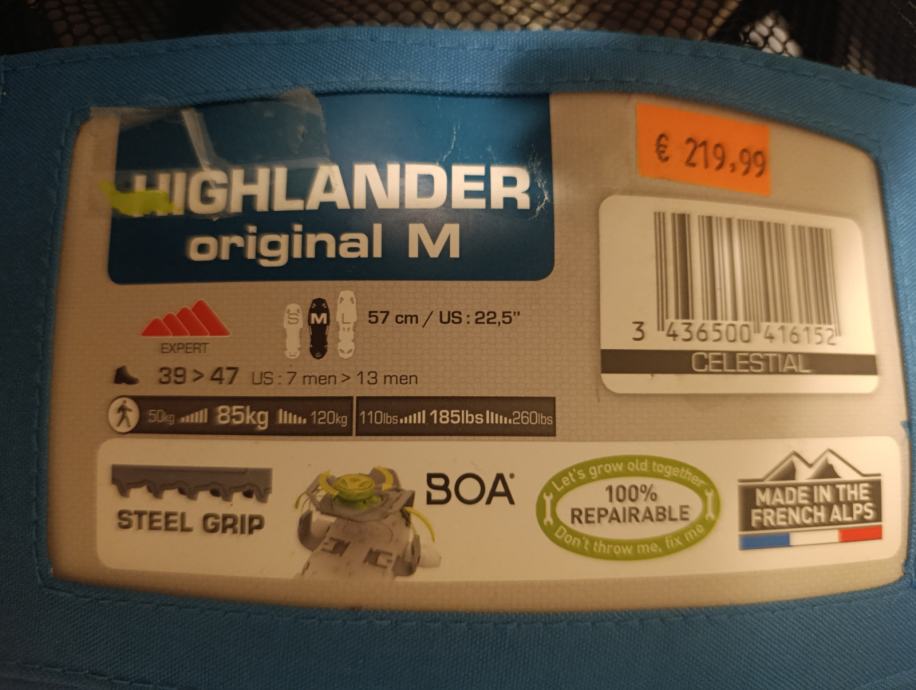 HIGHLANDER
original M
€ 219,99
3 436500 416152
CELESTIAL
EXPERT
S M L 57 cm / US : 22,5"
39 > 47 US : 7 men > 13 men
50kg 85kg 120kg 110lbs 185lbs 260lbs
STEEL GRIP
BOA®
Let's grow old together
100%
REPAIRABLE
Don't throw me, fix me
MADE IN THE
FRENCH ALPS